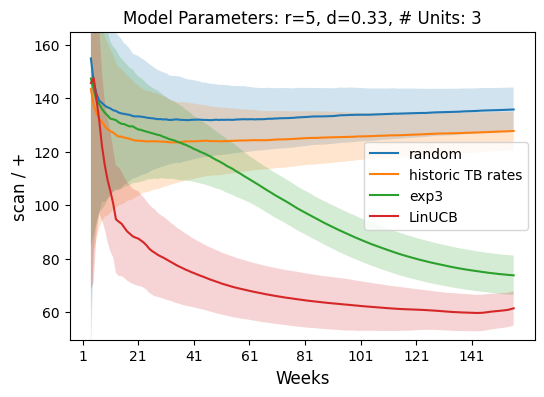 Model Parameters: r=5, d=0.33, # Units: 3
scan / +
160
140
120
100
80
60
random
historic TB rates
exp3
LinUCB
1 21 41 61 81 101 121 141
Weeks